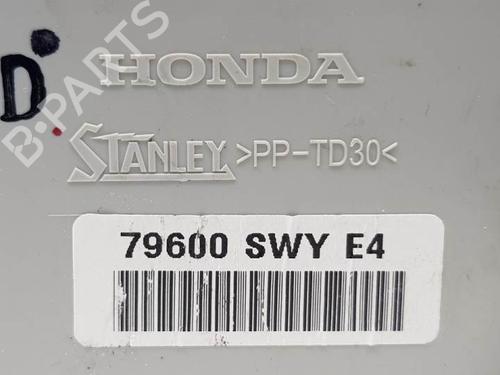 D
HONDA
STANLEY >PP-TD30<
79600 SWY E4
B-PARTS